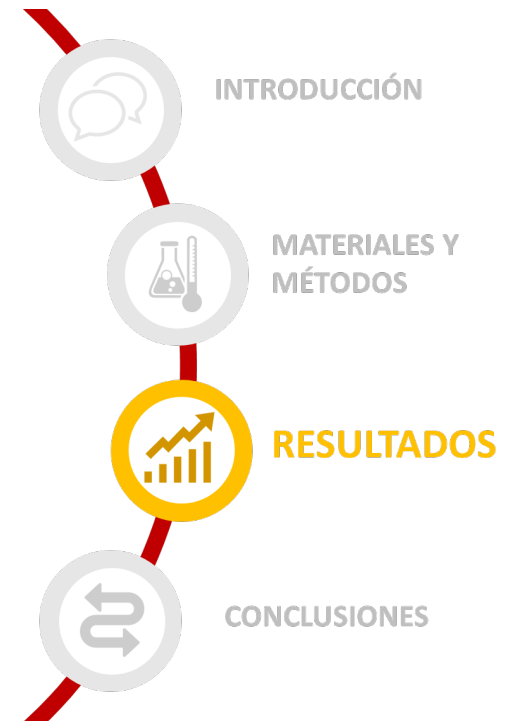 INTRODUCCIÓN
MATERIALES Y
MÉTODOS
RESULTADOS
CONCLUSIONES